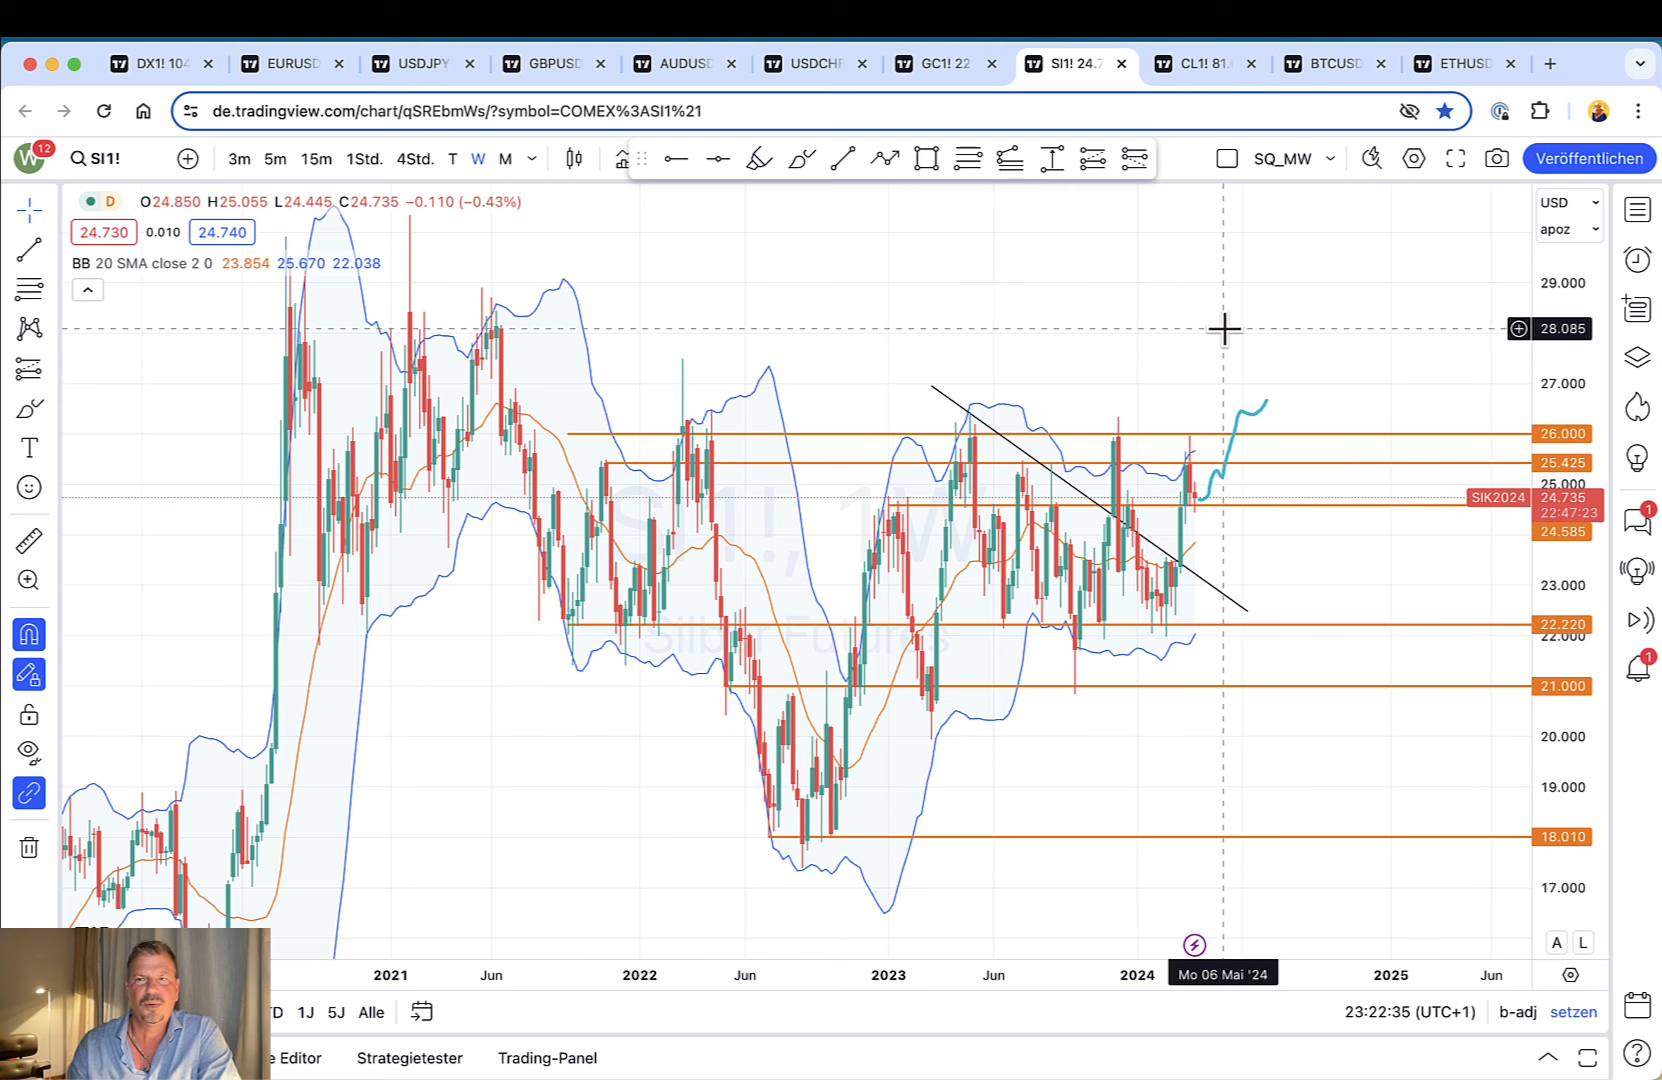 DX1! 104 EURUSD USDJPY GBPUSD AUDUSD USDCHF GC1! 22 SI1! 24.7 CL1! 81. BTCUSD ETHUSD
de.tradingview.com/chart/qSREbmWs/?symbol=COMEX%3ASI1%21
W 12 SI1! 3m 5m 15m 1Std. 4Std. T W M SQ_MW Veröffentlichen
D O24.850 H25.055 L24.445 C24.735 −0.110 (−0.43%)
USD
apoz
24.730 0.010 24.740
BB 20 SMA close 2 0 23.854 25.670 22.038
29.000
28.085
27.000
26.000
25.425
25.000
SIK2024 24.735
22:47:23
24.585
SI1!, 1W
23.000
22.220
22.000
Silber Futures
21.000
20.000
19.000
18.010
17.000
A L
2021 Jun 2022 Jun 2023 Jun 2024 Mo 06 Mai '24 2025 Jun
1J 5J Alle 23:22:35 (UTC+1) b-adj setzen
e Editor Strategietester Trading-Panel
1
1